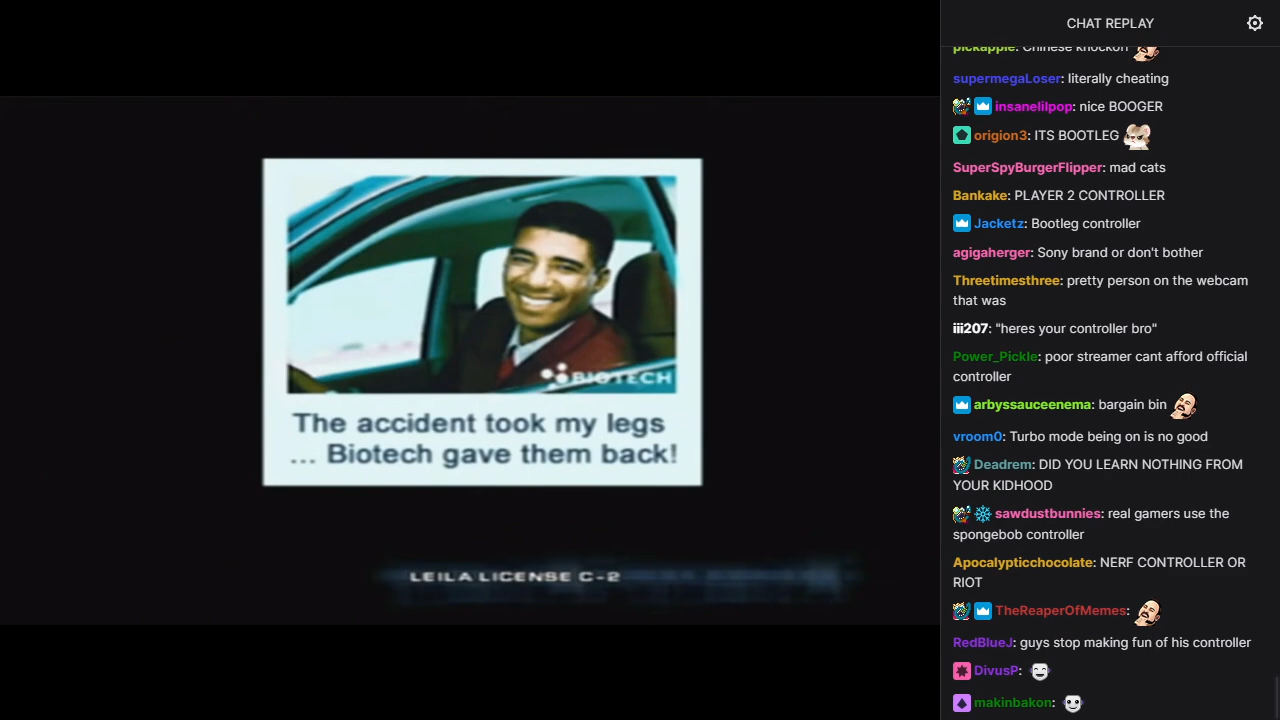 BIOTECH
The accident took my legs
... Biotech gave them back!
LEILA LICENSE C-2
CHAT REPLAY
pickapple: Chinese knockoff
supermegaLoser: literally cheating
insanelilpop: nice BOOGER
origion3: ITS BOOTLEG
SuperSpyBurgerFlipper: mad cats
Bankake: PLAYER 2 CONTROLLER
Jacketz: Bootleg controller
agigaherger: Sony brand or don't bother
Threetimesthree: pretty person on the webcam
that was
iii207: "heres your controller bro"
Power_Pickle: poor streamer cant afford official
controller
arbyssauceenema: bargain bin
vroom0: Turbo mode being on is no good
Deadrem: DID YOU LEARN NOTHING FROM
YOUR KIDHOOD
sawdustbunnies: real gamers use the
spongebob controller
Apocalypticchocolate: NERF CONTROLLER OR
RIOT
TheReaperOfMemes:
RedBlueJ: guys stop making fun of his controller
DivusP:
makinbakon: